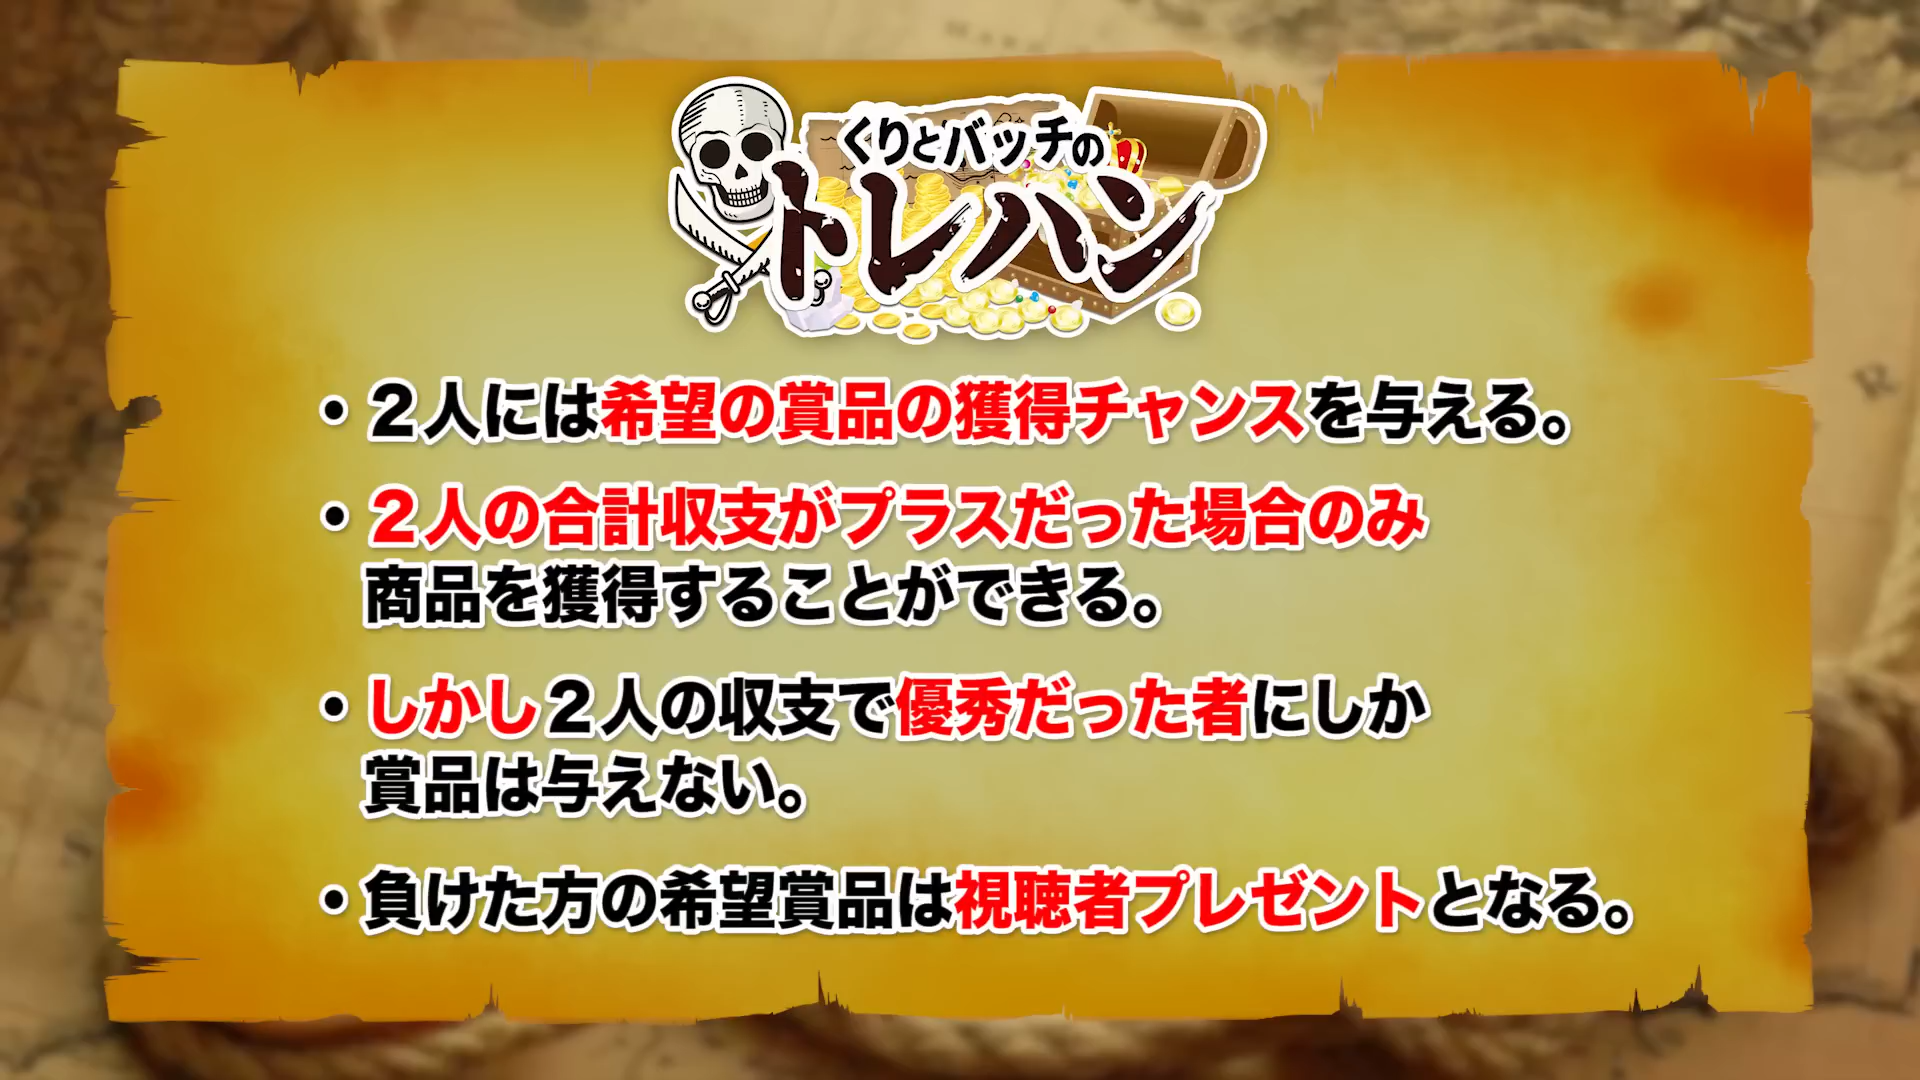 くりとバッチの
トレハン
・２人には希望の賞品の獲得チャンスを与える。
・２人の合計収支がプラスだった場合のみ
商品を獲得することができる。
・しかし２人の収支で優秀だった者にしか
賞品は与えない。
・負けた方の希望賞品は視聴者プレゼントとなる。